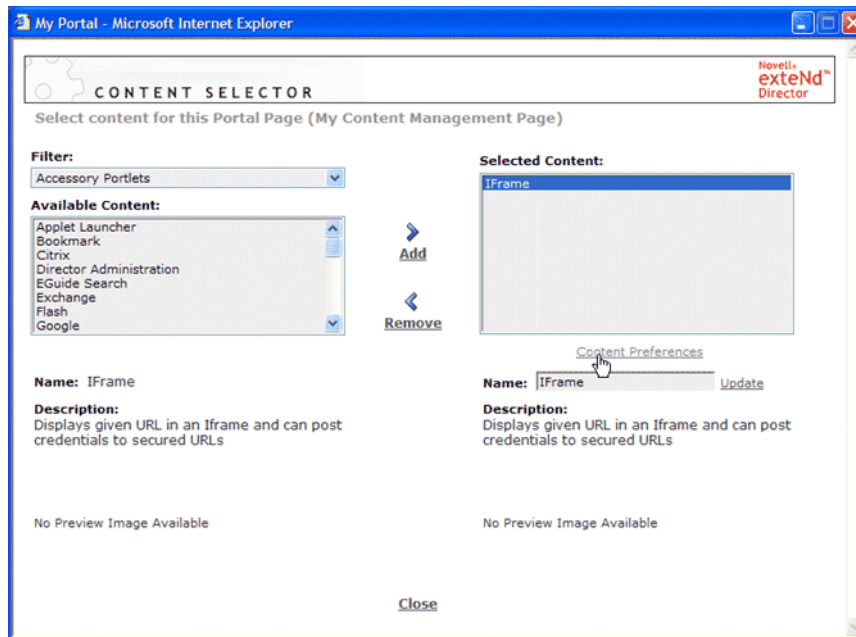 My Portal - Microsoft Internet Explorer
CONTENT SELECTOR
Novell®
exteNd™
Director
Select content for this Portal Page (My Content Management Page)
Filter:
Accessory Portlets
Available Content:
Applet Launcher
Bookmark
Citrix
Director Administration
EGuide Search
Exchange
Flash
Google
Add
Remove
Selected Content:
IFrame
Content Preferences
Name: IFrame
Description:
Displays given URL in an Iframe and can post
credentials to secured URLs
No Preview Image Available
Name: IFrame Update
Description:
Displays given URL in an Iframe and can post
credentials to secured URLs
No Preview Image Available
Close